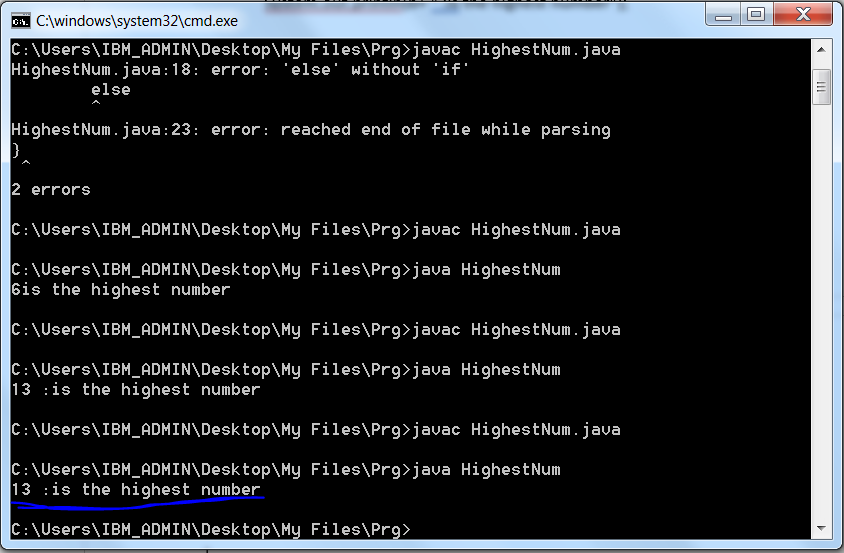 C:\windows\system32\cmd.exe
C:\Users\IBM_ADMIN\Desktop\My Files\Prg>javac HighestNum.java
HighestNum.java:18: error: 'else' without 'if'
else
^
HighestNum.java:23: error: reached end of file while parsing
}
^
2 errors
C:\Users\IBM_ADMIN\Desktop\My Files\Prg>javac HighestNum.java
C:\Users\IBM_ADMIN\Desktop\My Files\Prg>java HighestNum
6is the highest number
C:\Users\IBM_ADMIN\Desktop\My Files\Prg>javac HighestNum.java
C:\Users\IBM_ADMIN\Desktop\My Files\Prg>java HighestNum
13 :is the highest number
C:\Users\IBM_ADMIN\Desktop\My Files\Prg>javac HighestNum.java
C:\Users\IBM_ADMIN\Desktop\My Files\Prg>java HighestNum
13 :is the highest number
C:\Users\IBM_ADMIN\Desktop\My Files\Prg>